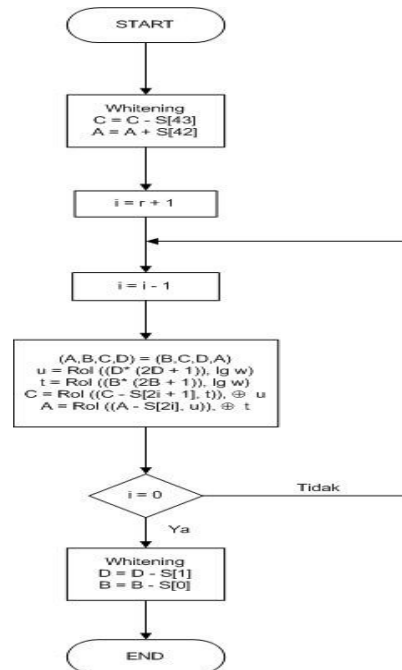 START
Whitening
C = C - S[43]
A = A + S[42]
i = r + 1
i = i - 1
(A,B,C,D) = (B,C,D,A)
u = Rol ((D* (2D + 1)), lg w)
t = Rol ((B* (2B + 1)), lg w)
C = Rol ((C - S[2i + 1], t)), ⊕ u
A = Rol ((A - S[2i], u)), ⊕ t
i = 0
Tidak
Ya
Whitening
D = D - S[1]
B = B - S[0]
END